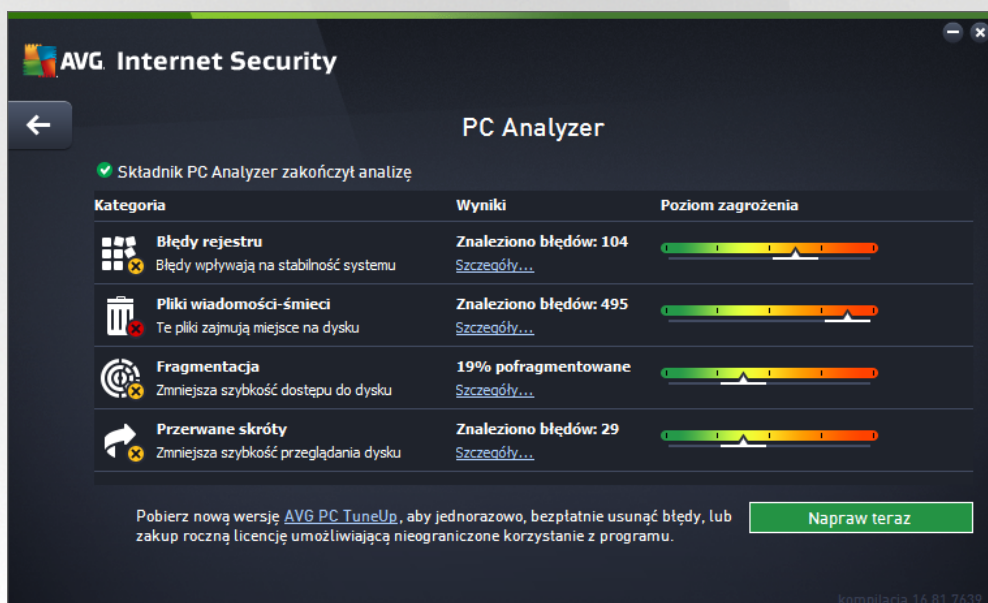 AVG Internet Security
PC Analyzer
Składnik PC Analyzer zakończył analizę
Kategoria Wyniki Poziom zagrożenia
Błędy rejestru Znaleziono błędów: 104
Błędy wpływają na stabilność systemu Szczegóły...
Pliki wiadomości-śmieci Znaleziono błędów: 495
Te pliki zajmują miejsce na dysku Szczegóły...
Fragmentacja 19% pofragmentowane
Zmniejsza szybkość dostępu do dysku Szczegóły...
Przerwane skróty Znaleziono błędów: 29
Zmniejsza szybkość przeglądania dysku Szczegóły...
Pobierz nową wersję AVG PC TuneUp, aby jednorazowo, bezpłatnie usunąć błędy, lub
zakup roczną licencję umożliwiającą nieograniczone korzystanie z programu.
Napraw teraz
kompilacja 16.81.7639